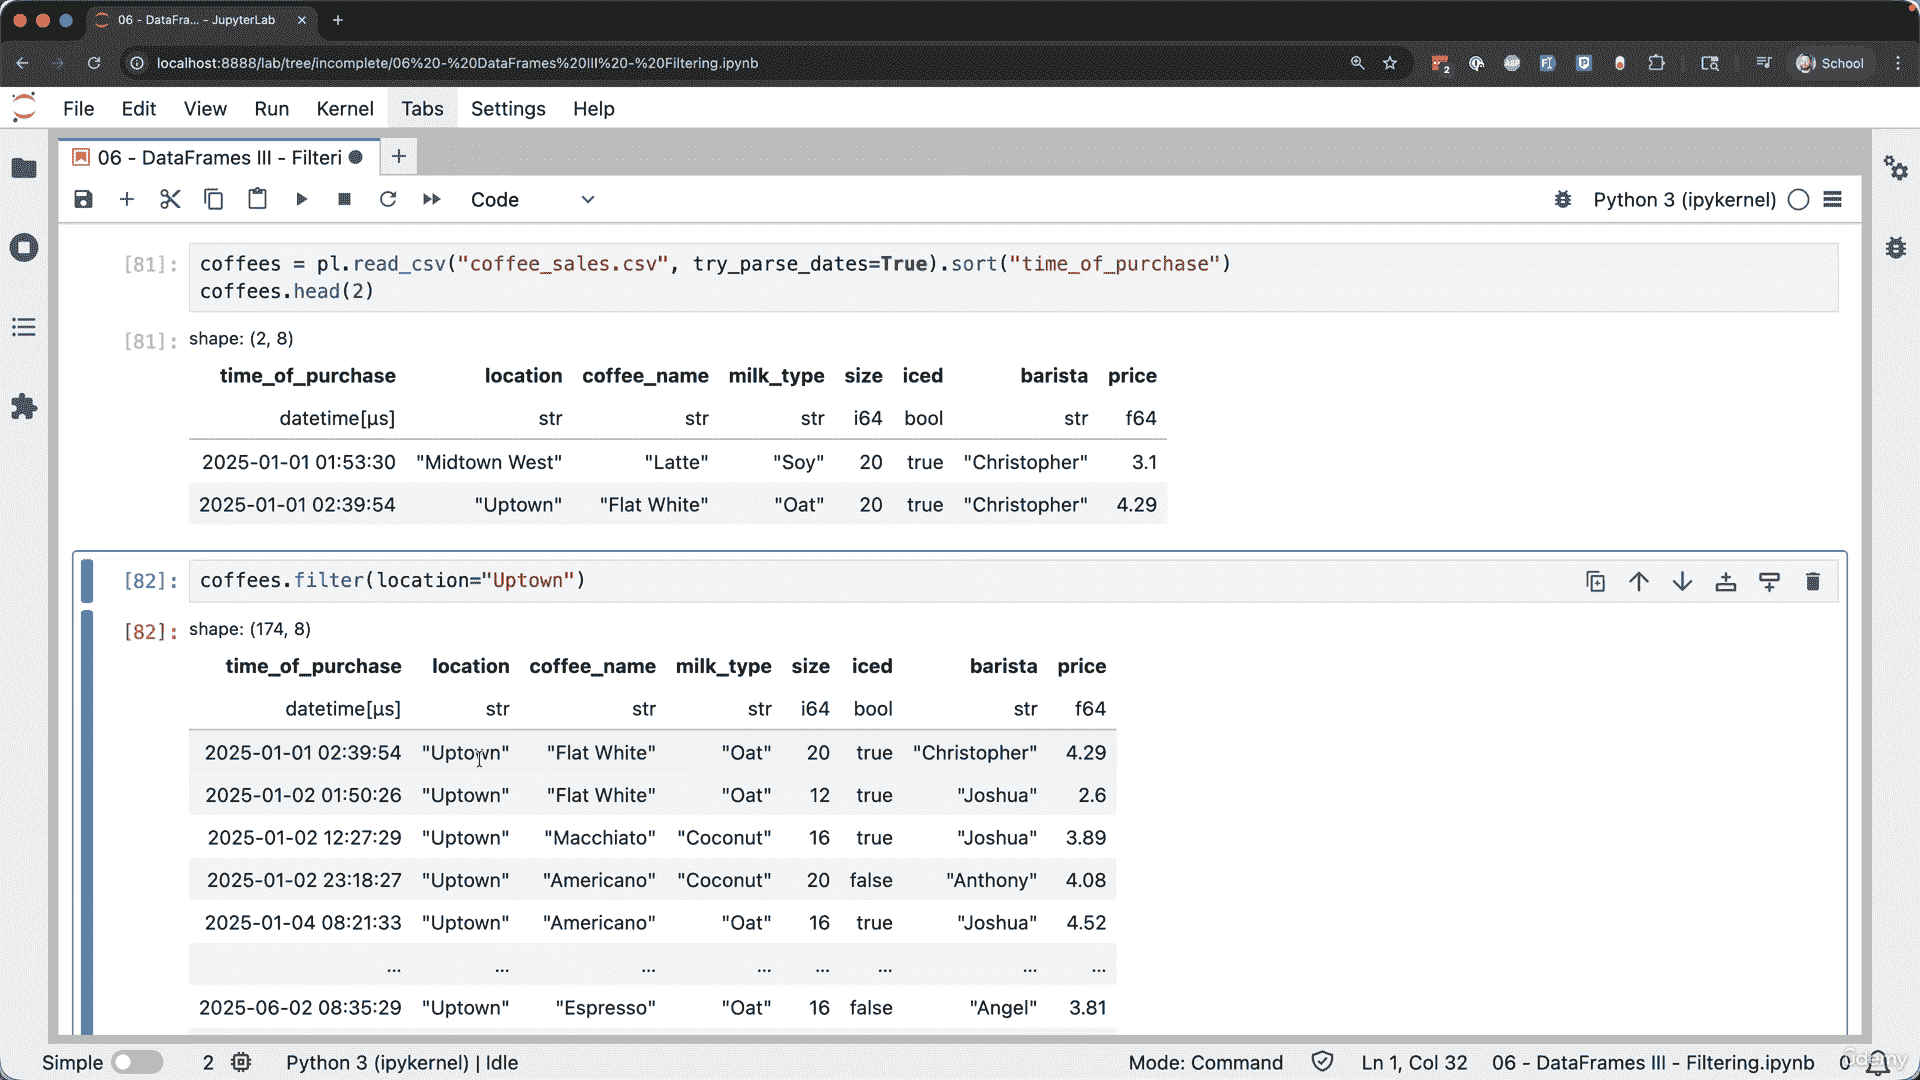 06 - DataFra... - JupyterLab
localhost:8888/lab/tree/incomplete/06%20-%20DataFrames%20III%20-%20Filtering.ipynb
2
ABP
School
File Edit View Run Kernel Tabs Settings Help
06 - DataFrames III - Filteri
Code
Python 3 (ipykernel)
[81]: coffees = pl.read_csv("coffee_sales.csv", try_parse_dates=True).sort("time_of_purchase")
coffees.head(2)
[81]: shape: (2, 8)
time_of_purchase location coffee_name milk_type size iced barista price
datetime[μs] str str str i64 bool str f64
2025-01-01 01:53:30 "Midtown West" "Latte" "Soy" 20 true "Christopher" 3.1
2025-01-01 02:39:54 "Uptown" "Flat White" "Oat" 20 true "Christopher" 4.29
[82]: coffees.filter(location="Uptown")
[82]: shape: (174, 8)
time_of_purchase location coffee_name milk_type size iced barista price
datetime[μs] str str str i64 bool str f64
2025-01-01 02:39:54 "Uptown" "Flat White" "Oat" 20 true "Christopher" 4.29
2025-01-02 01:50:26 "Uptown" "Flat White" "Oat" 12 true "Joshua" 2.6
2025-01-02 12:27:29 "Uptown" "Macchiato" "Coconut" 16 true "Joshua" 3.89
2025-01-02 23:18:27 "Uptown" "Americano" "Coconut" 20 false "Anthony" 4.08
2025-01-04 08:21:33 "Uptown" "Americano" "Oat" 16 true "Joshua" 4.52
... ... ... ... ... ... ... ...
2025-06-02 08:35:29 "Uptown" "Espresso" "Oat" 16 false "Angel" 3.81
Simple 2 Python 3 (ipykernel) | Idle Mode: Command Ln 1, Col 32 06 - DataFrames III - Filtering.ipynb 0
Udemy